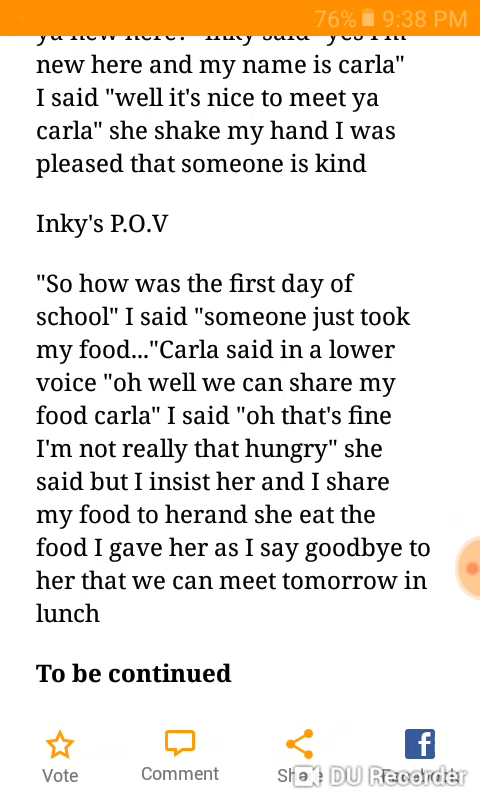 76% 9:38 PM
ya new here?" Inky said "yes I'm
new here and my name is carla"
I said "well it's nice to meet ya
carla" she shake my hand I was
pleased that someone is kind
Inky's P.O.V
"So how was the first day of
school" I said "someone just took
my food..."Carla said in a lower
voice "oh well we can share my
food carla" I said "oh that's fine
I'm not really that hungry" she
said but I insist her and I share
my food to herand she eat the
food I gave her as I say goodbye to
her that we can meet tomorrow in
lunch
To be continued
Vote Comment Share Facebook
DU Recorder